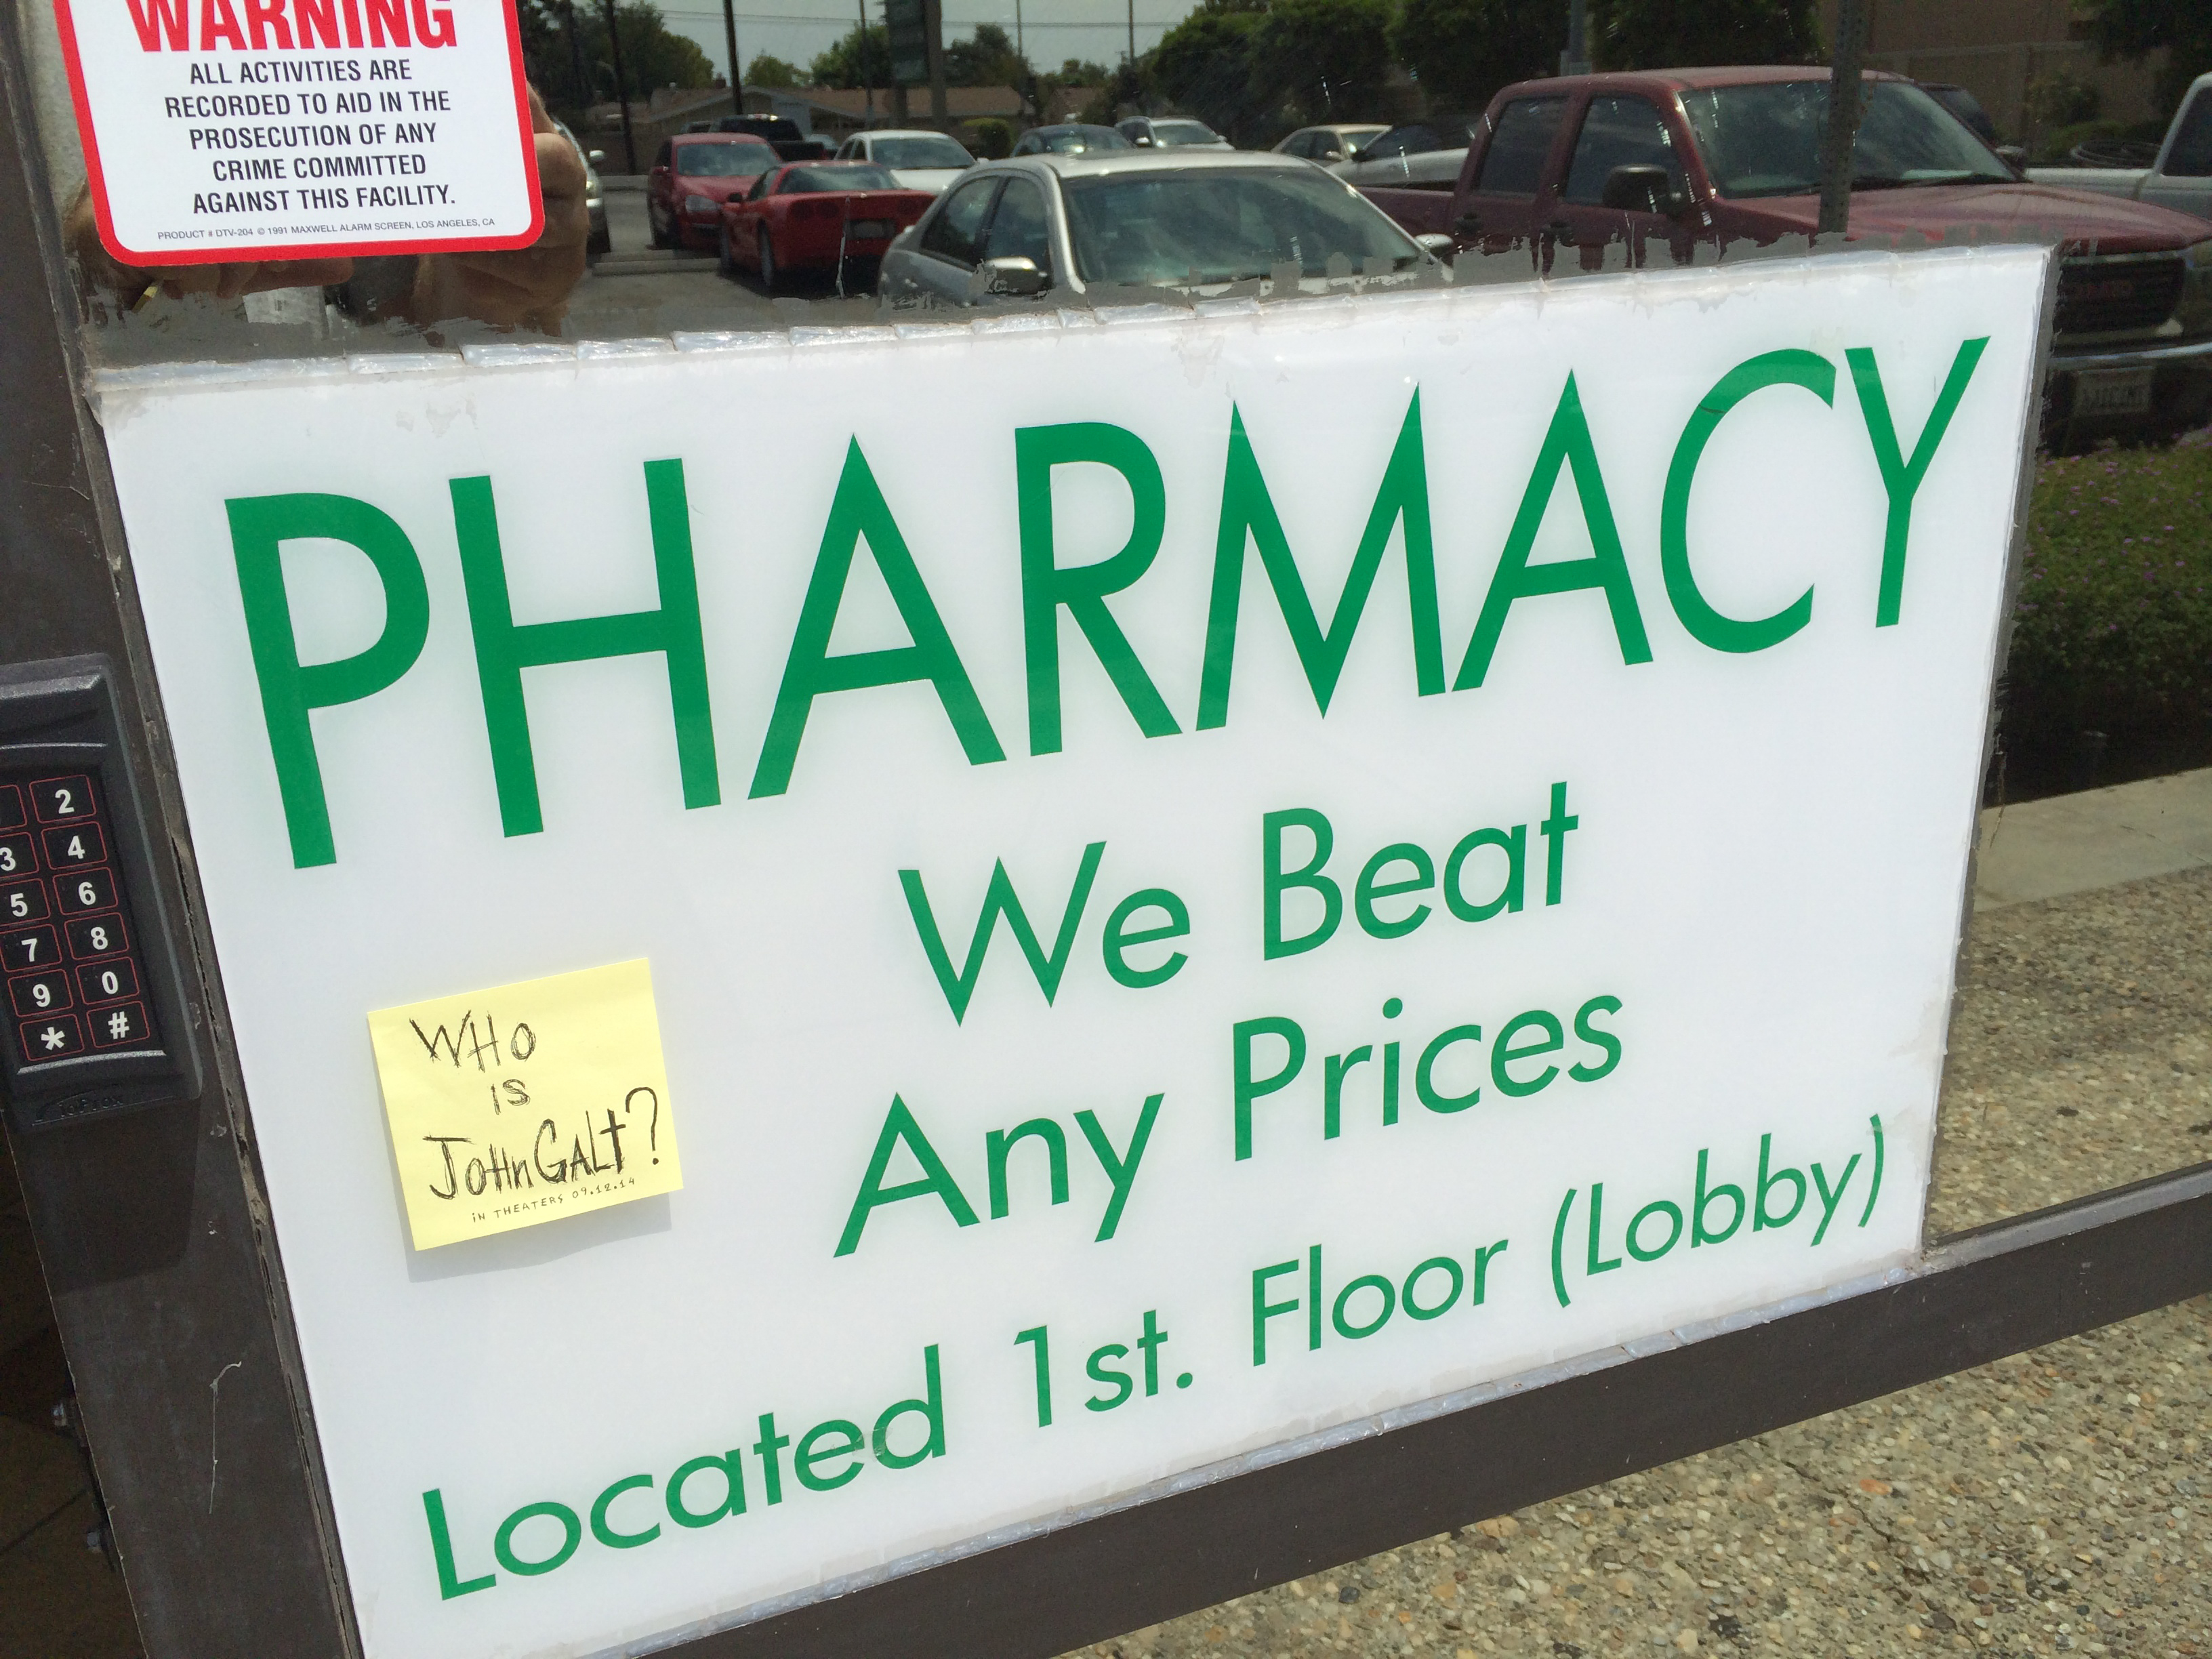 WARNING
ALL ACTIVITIES ARE
RECORDED TO AID IN THE
PROSECUTION OF ANY
CRIME COMMITTED
AGAINST THIS FACILITY.
PRODUCT # DTV-204 © 1991 MAXWELL ALARM SCREEN, LOS ANGELES, CA
PHARMACY
We Beat
Any Prices
Located 1st. Floor (Lobby)
2
3 4
5 6
7 8
9 0
* #
WHO
IS
JOHn GALt?
iN THEATERS 09.12.14